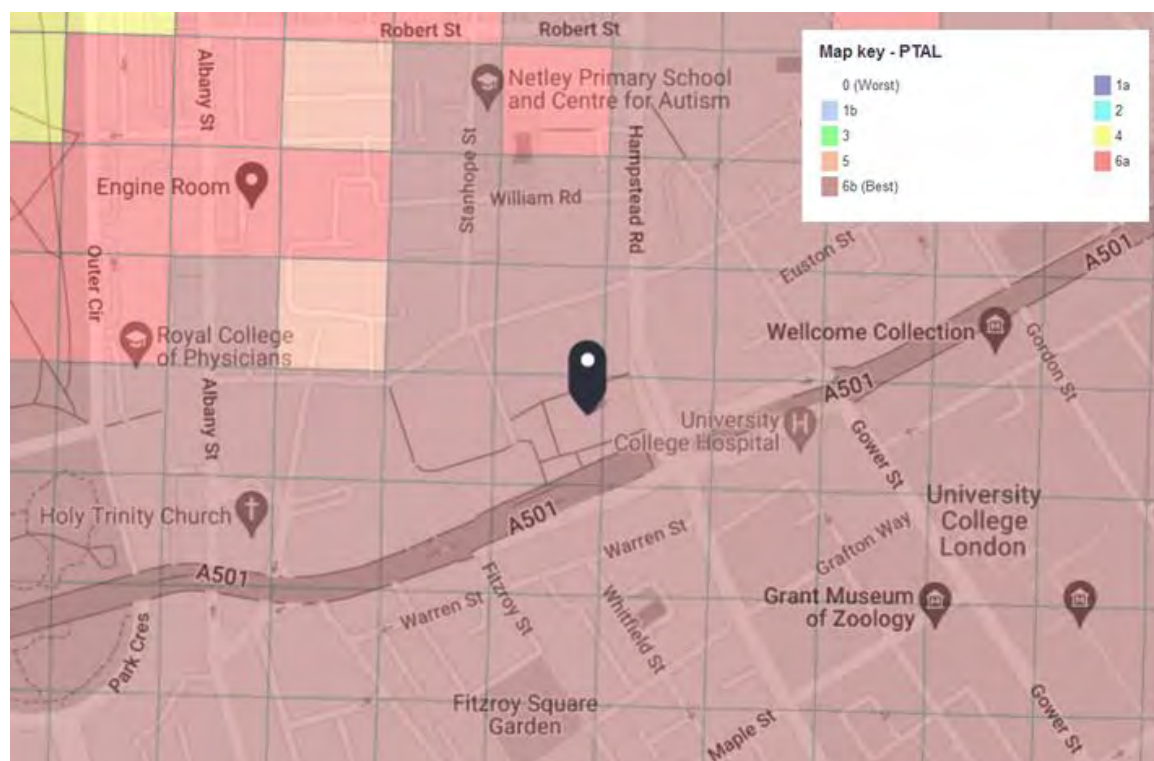 Robert St
Robert St
Map key - PTAL
0 (Worst)
1a
1b
2
3
4
5
6a
6b (Best)
Albany St
Netley Primary School
and Centre for Autism
Stanhope St
Hampstead Rd
Engine Room
William Rd
Outer Cir
Euston St
A501
Royal College
of Physicians
Wellcome Collection
Gordon St
Albany St
A501
University
College Hospital
H
Gower St
University
College
London
Holy Trinity Church
A501
Warren St
Grafton Way
A501
Fitzroy St
Warren St
Whitfield St
Grant Museum
of Zoology
Park Cres
Fitzroy Square
Garden
Maple St
Gower St